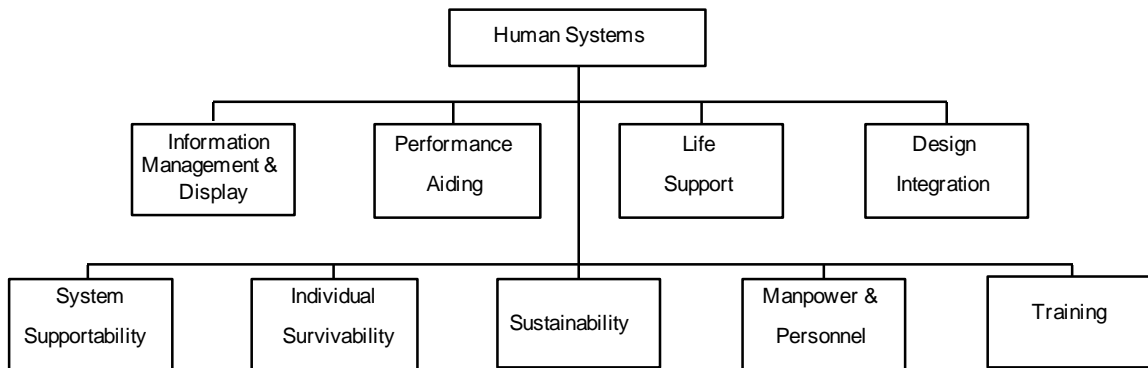 Human Systems
Information
Management &
Display
Performance
Aiding
Life
Support
Design
Integration
System
Supportability
Individual
Survivability
Sustainability
Manpower &
Personnel
Training